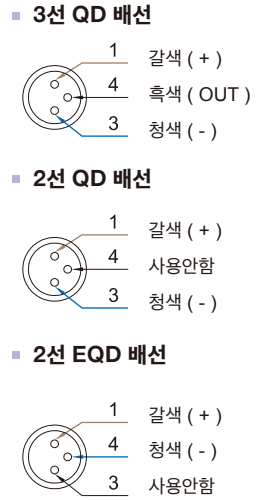 3선 QD 배선
1 갈색 ( + )
4 흑색 ( OUT )
3 청색 ( - )
2선 QD 배선
1 갈색 ( + )
4 사용안함
3 청색 ( - )
2선 EQD 배선
1 갈색 ( + )
4 청색 ( - )
3 사용안함